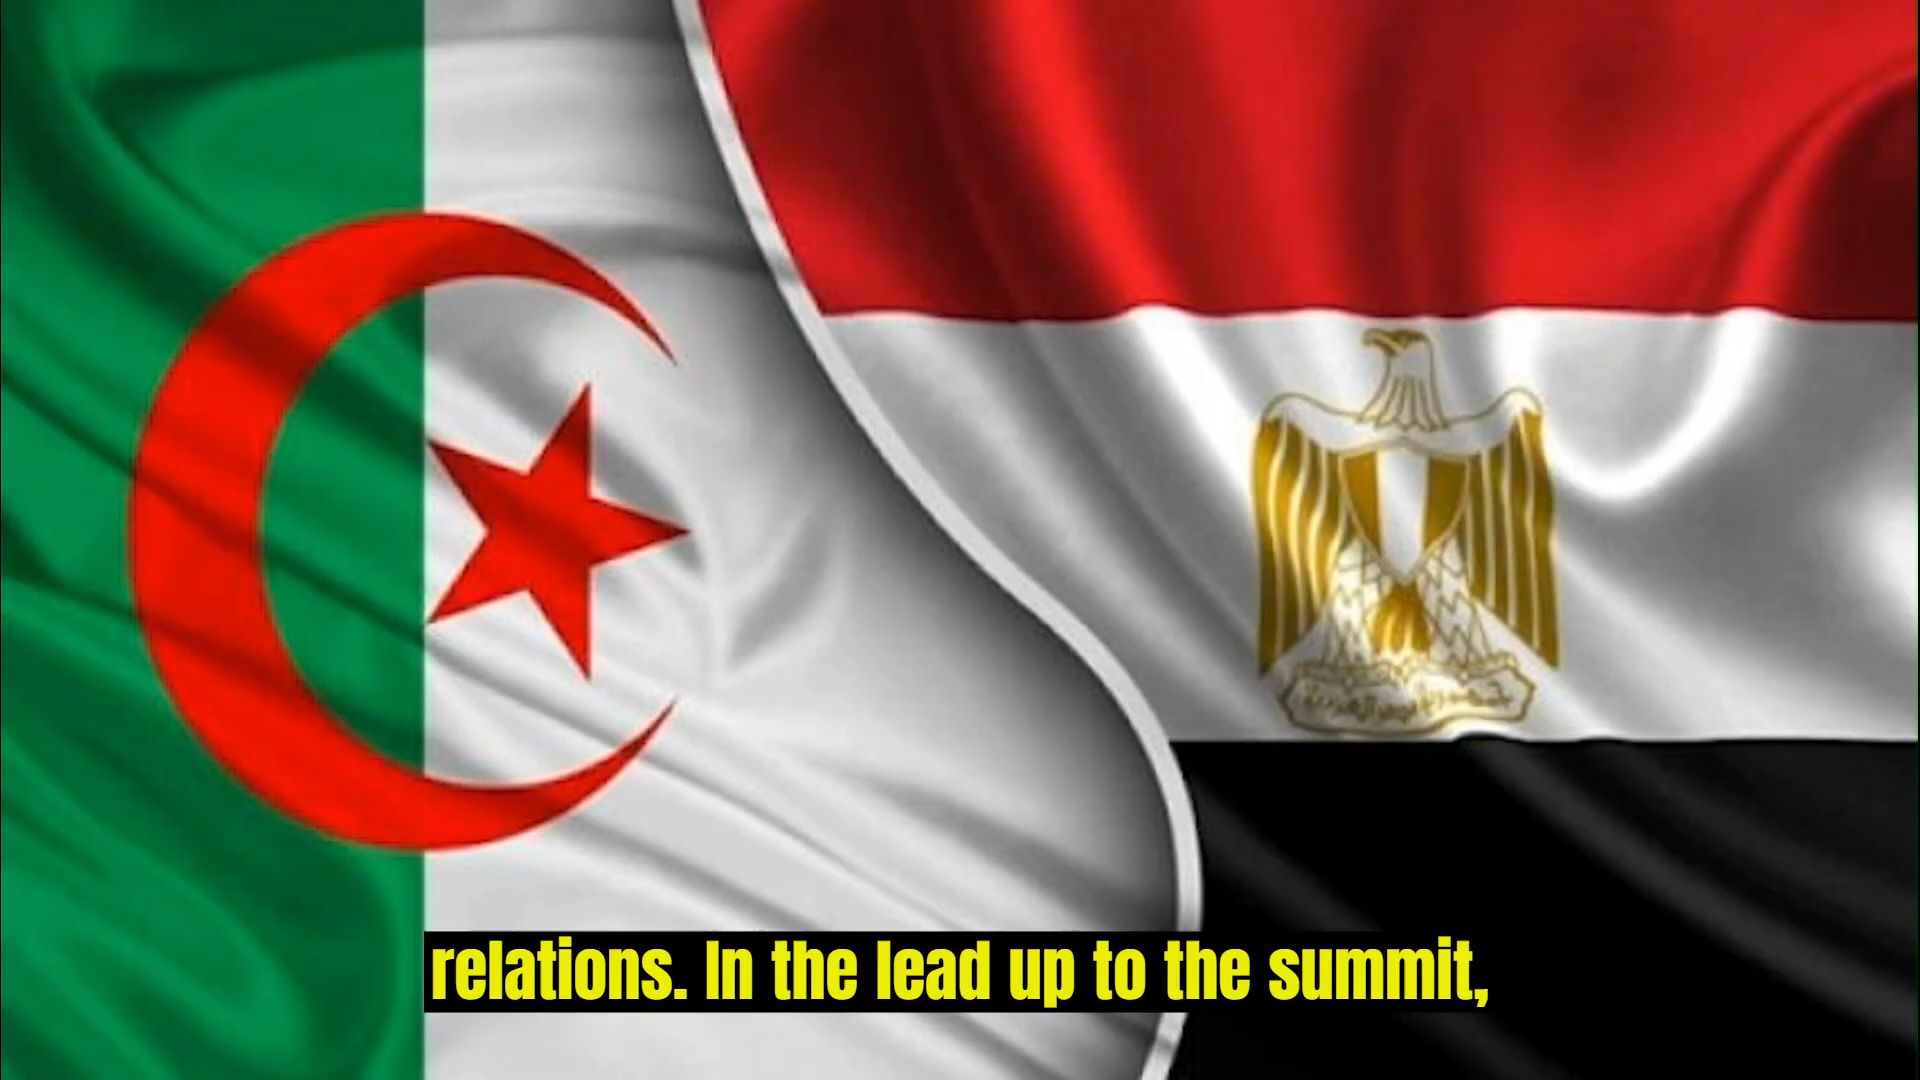 relations. In the lead up to the summit,